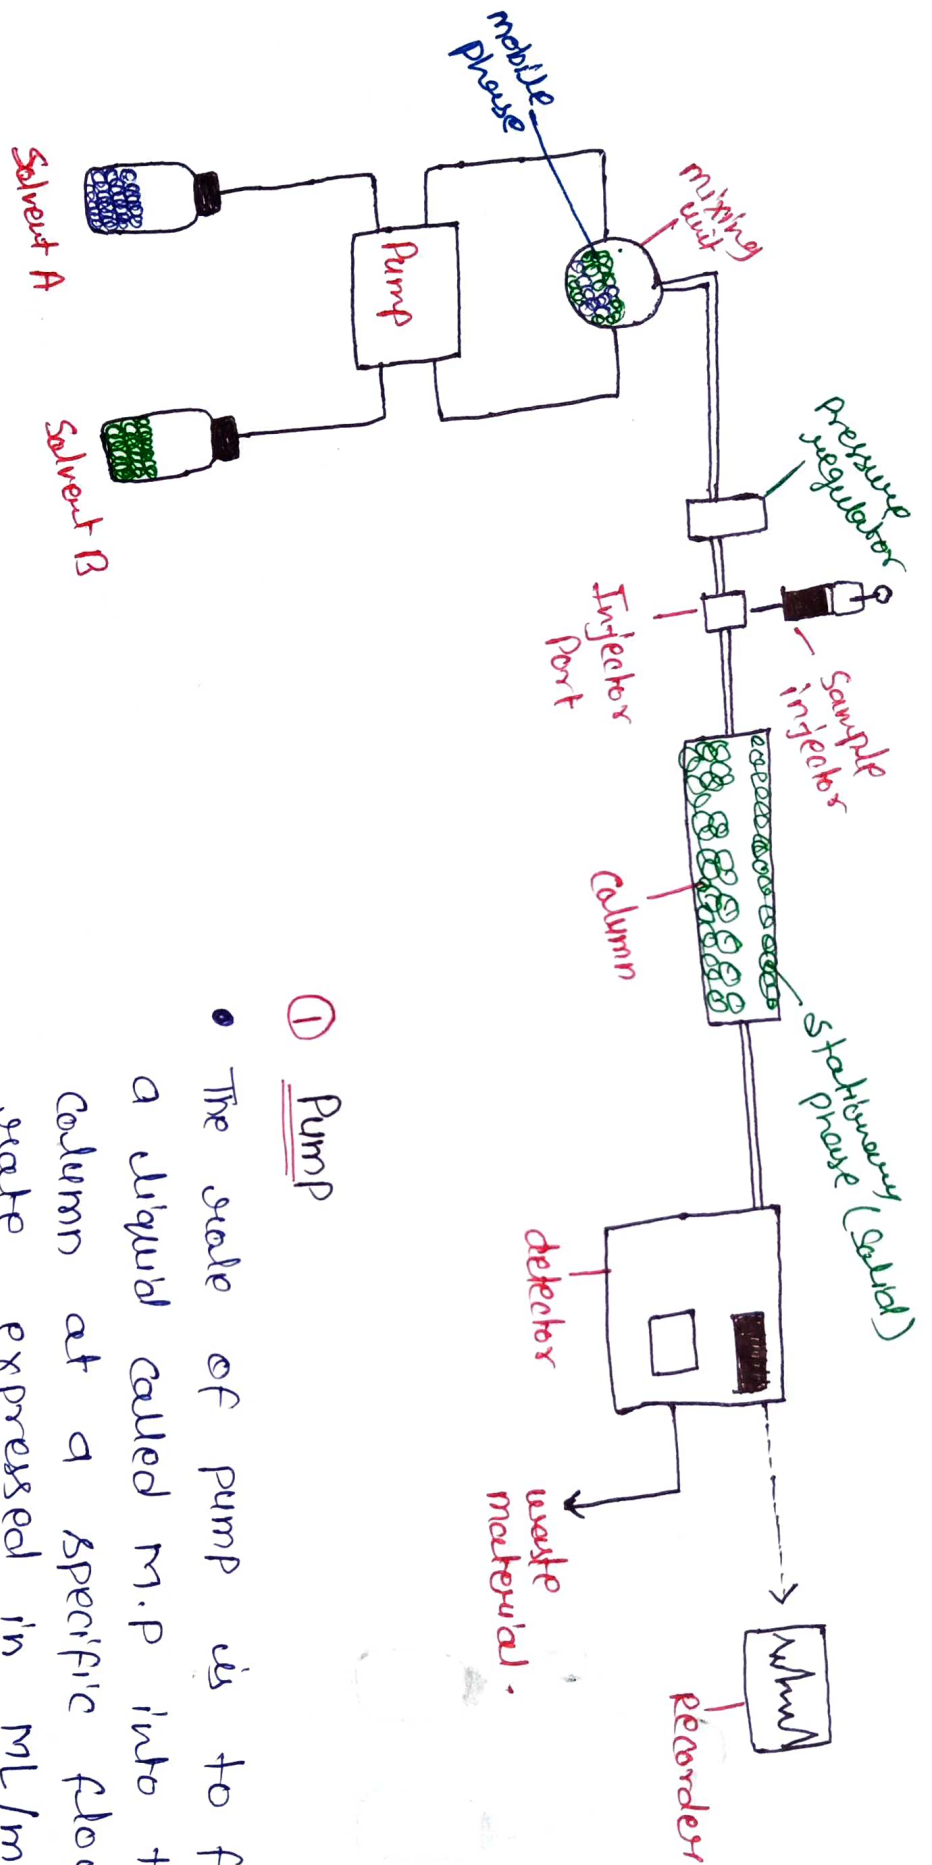 mobile
phase
mixing
unit
Pressure
regulator
Solvent A
Pump
Solvent B
Injector
Port
Sample
injector
Calumn
Stationary
Phase (Solid)
detector
waste
material.
Recorder
① Pump
• The role of pump is to f
a liquid called M.P into t
Calumn at a specific flo
rate expressed in ML/m